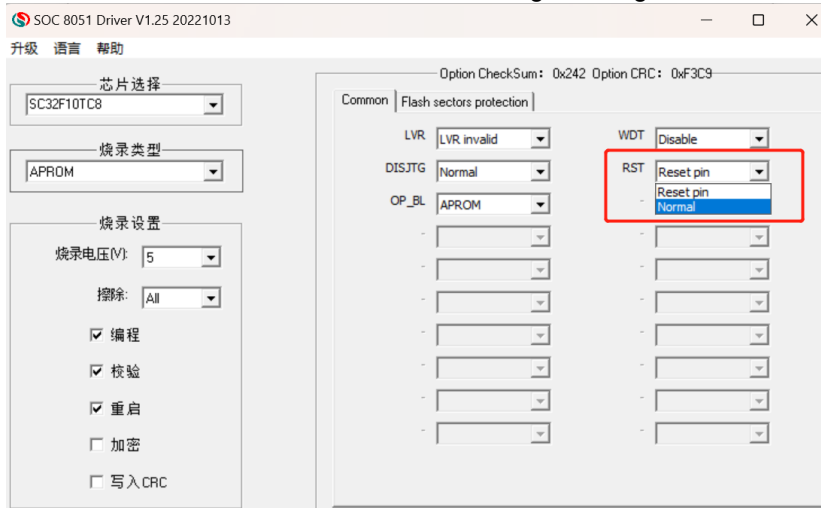 SOC 8051 Driver V1.25 20221013
升级 语言 帮助
芯片选择
SC32F10TC8
烧录类型
APROM
烧录设置
烧录电压(V): 5
擦除: All
编程
校验
重启
加密
写入CRC
Option CheckSum: 0x242 Option CRC: 0xF3C9
Common Flash sectors protection
LVR LVR invalid WDT Disable
DISJTG Normal RST Reset pin
Reset pin
OP_BL APROM - Normal
- -
- -
- -
- -
- -
- -
- -